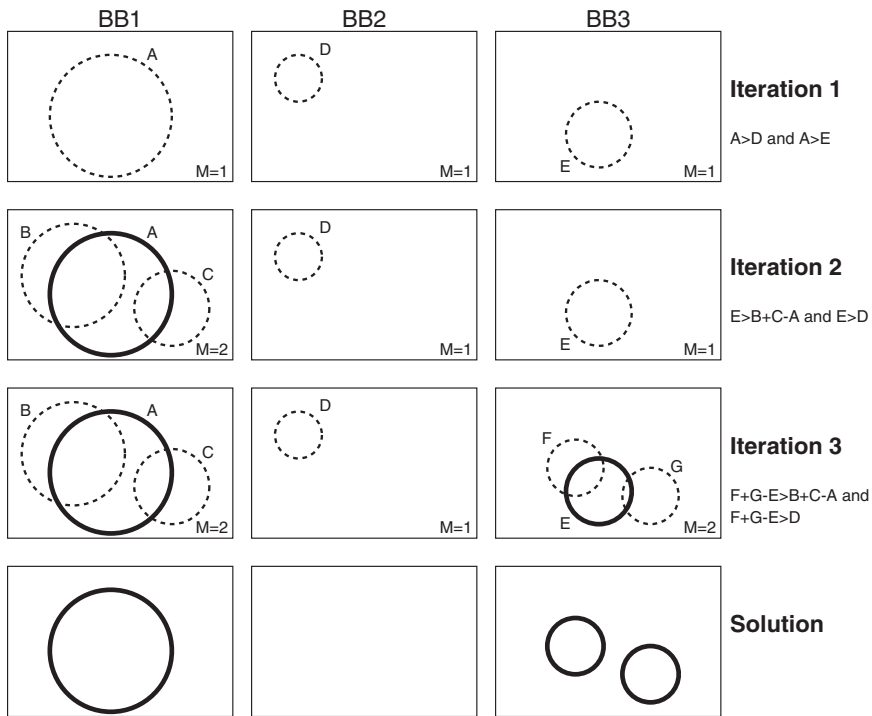 BB1 BB2 BB3
A
M=1
D
M=1
E
M=1
Iteration 1
A>D and A>E
B
A
C
M=2
D
M=1
E
M=1
Iteration 2
E>B+C-A and E>D
B
A
C
M=2
D
M=1
F
G
E
M=2
Iteration 3
F+G-E>B+C-A and
F+G-E>D
Solution